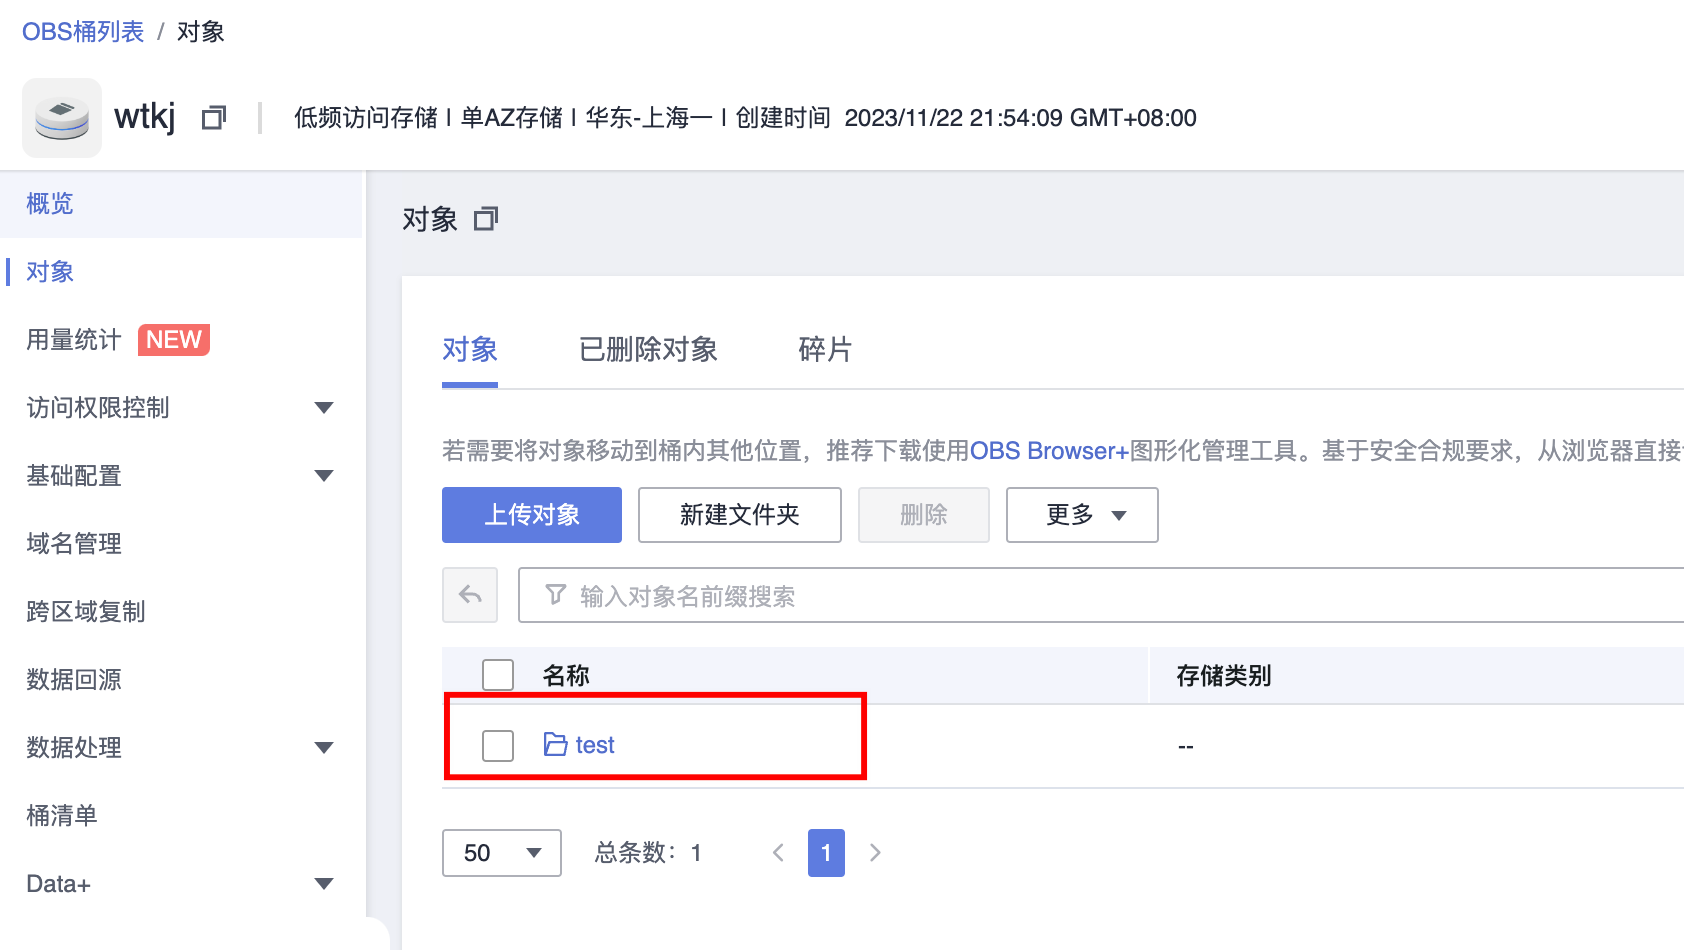 OBS桶列表 / 对象
wtkj
低频访问存储 | 单AZ存储 | 华东-上海一 | 创建时间 2023/11/22 21:54:09 GMT+08:00
概览
对象
用量统计 NEW
访问权限控制
基础配置
域名管理
跨区域复制
数据回源
数据处理
桶清单
Data+
对象
对象 已删除对象 碎片
若需要将对象移动到桶内其他位置，推荐下载使用OBS Browser+图形化管理工具。基于安全合规要求，从浏览器直接
上传对象 新建文件夹 删除 更多
输入对象名前缀搜索
名称 存储类别
test --
50 总条数：1 < 1 >